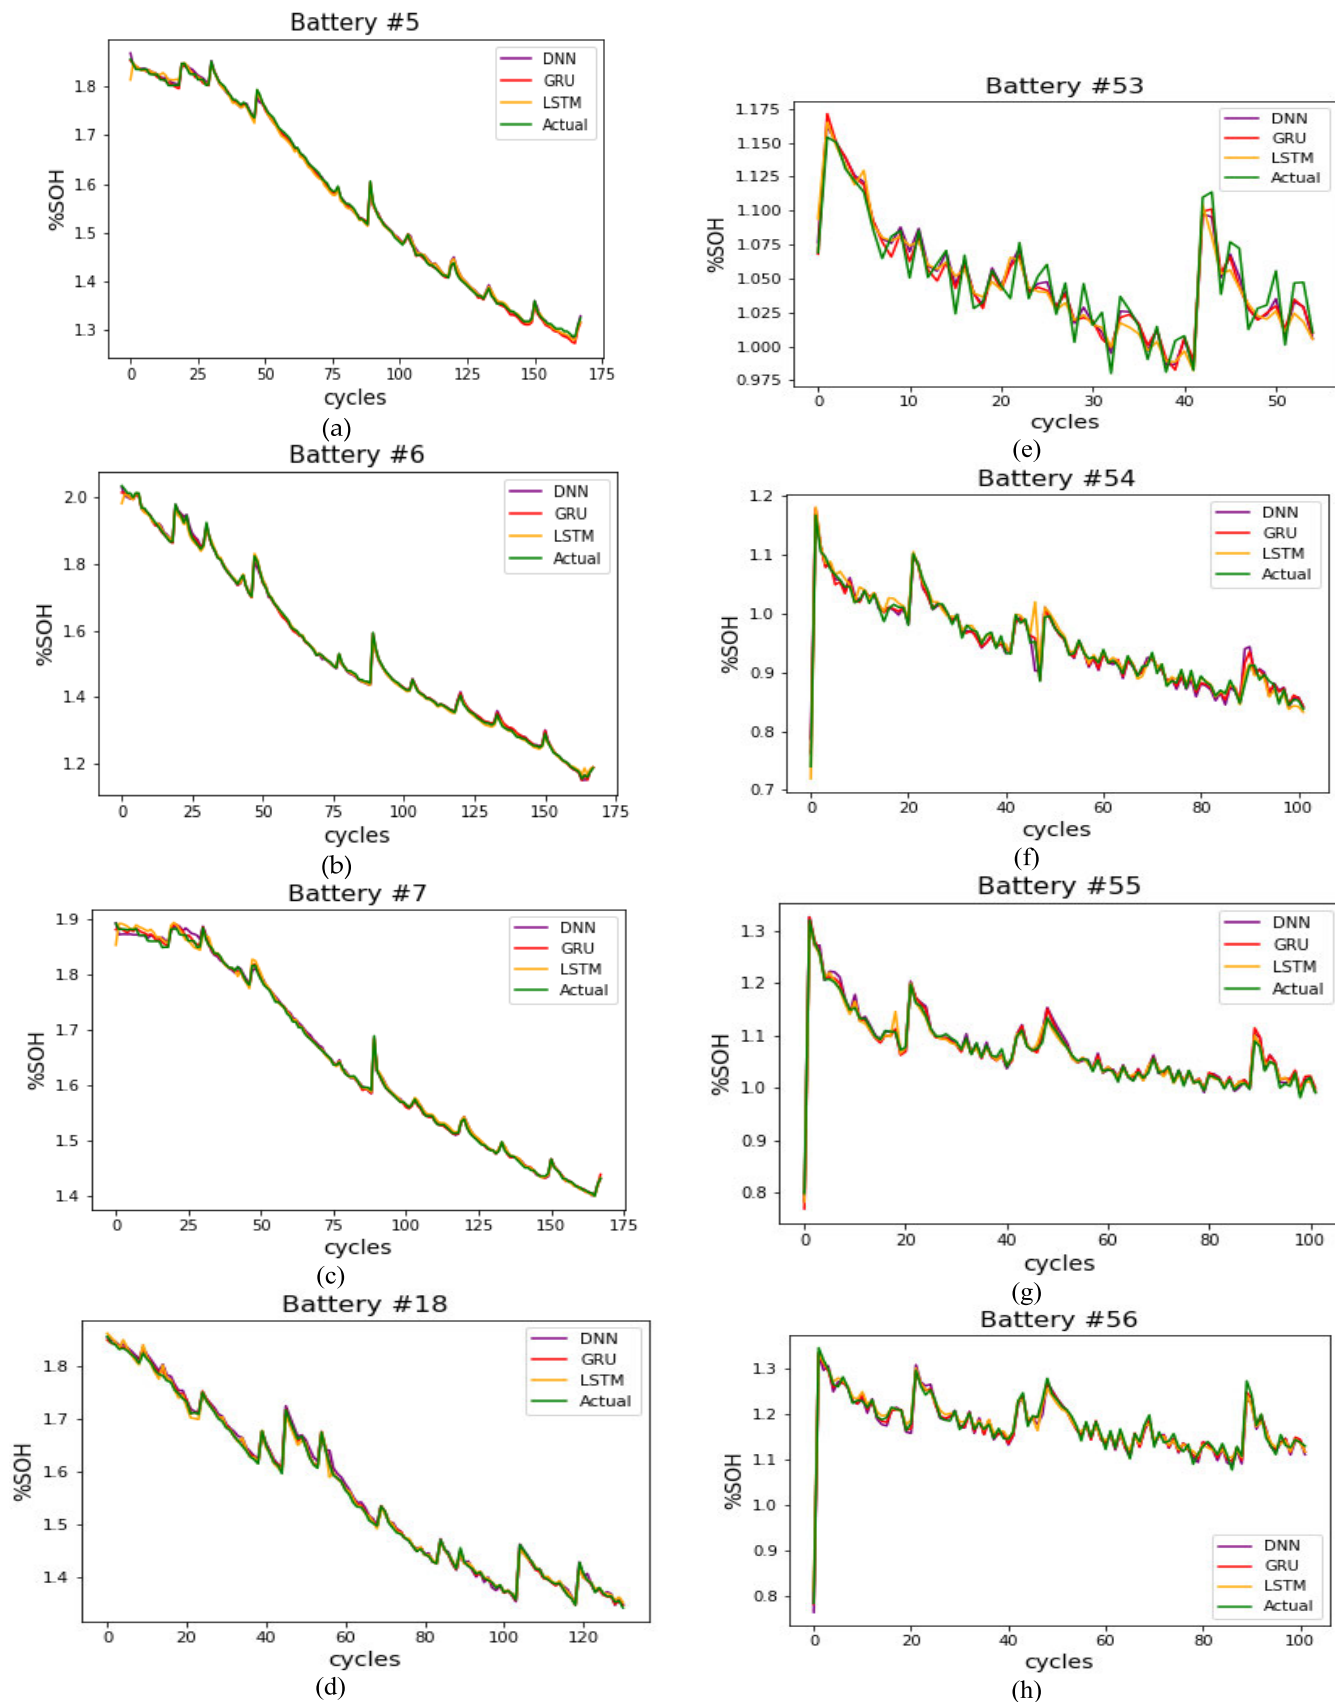 Battery #5
DNN
GRU
LSTM
Actual
1.8
1.7
1.6
1.5
1.4
1.3
%SOH
0 25 50 75 100 125 150 175
cycles
(a)
Battery #6
DNN
GRU
LSTM
Actual
2.0
1.8
1.6
1.4
1.2
%SOH
0 25 50 75 100 125 150 175
cycles
(b)
Battery #7
DNN
GRU
LSTM
Actual
1.9
1.8
1.7
1.6
1.5
1.4
%SOH
0 25 50 75 100 125 150 175
cycles
(c)
Battery #18
DNN
GRU
LSTM
Actual
1.8
1.7
1.6
1.5
1.4
%SOH
0 20 40 60 80 100 120
cycles
(d)
Battery #53
DNN
GRU
LSTM
Actual
1.175
1.150
1.125
1.100
1.075
1.050
1.025
1.000
0.975
%SOH
0 10 20 30 40 50
cycles
(e)
Battery #54
DNN
GRU
LSTM
Actual
1.2
1.1
1.0
0.9
0.8
0.7
%SOH
0 20 40 60 80 100
cycles
(f)
Battery #55
DNN
GRU
LSTM
Actual
1.3
1.2
1.1
1.0
0.9
0.8
%SOH
0 20 40 60 80 100
cycles
(g)
Battery #56
1.3
1.2
1.1
1.0
0.9
0.8
%SOH
DNN
GRU
LSTM
Actual
0 20 40 60 80 100
cycles
(h)